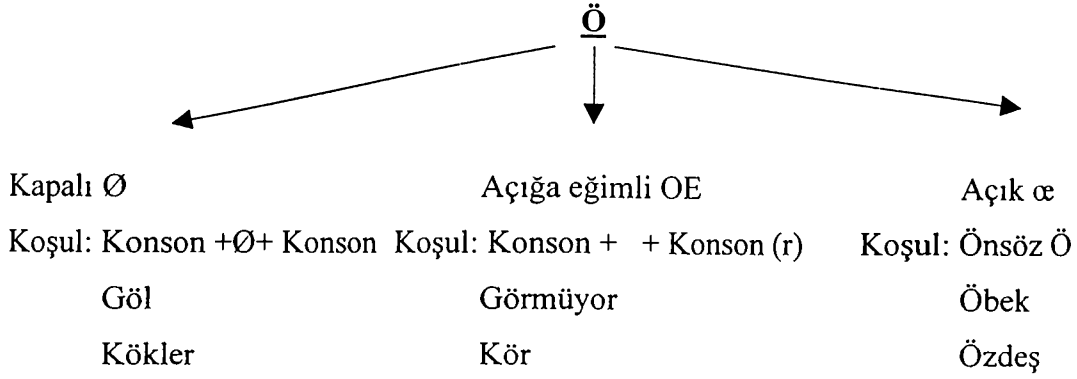 Ö
Kapalı Ø Açığa eğimli OE Açık œ
Koşul: Konson +Ø+ Konson Koşul: Konson + + Konson (r) Koşul: Önsöz Ö
Göl Görmüyor Öbek
Kökler Kör Özdeş